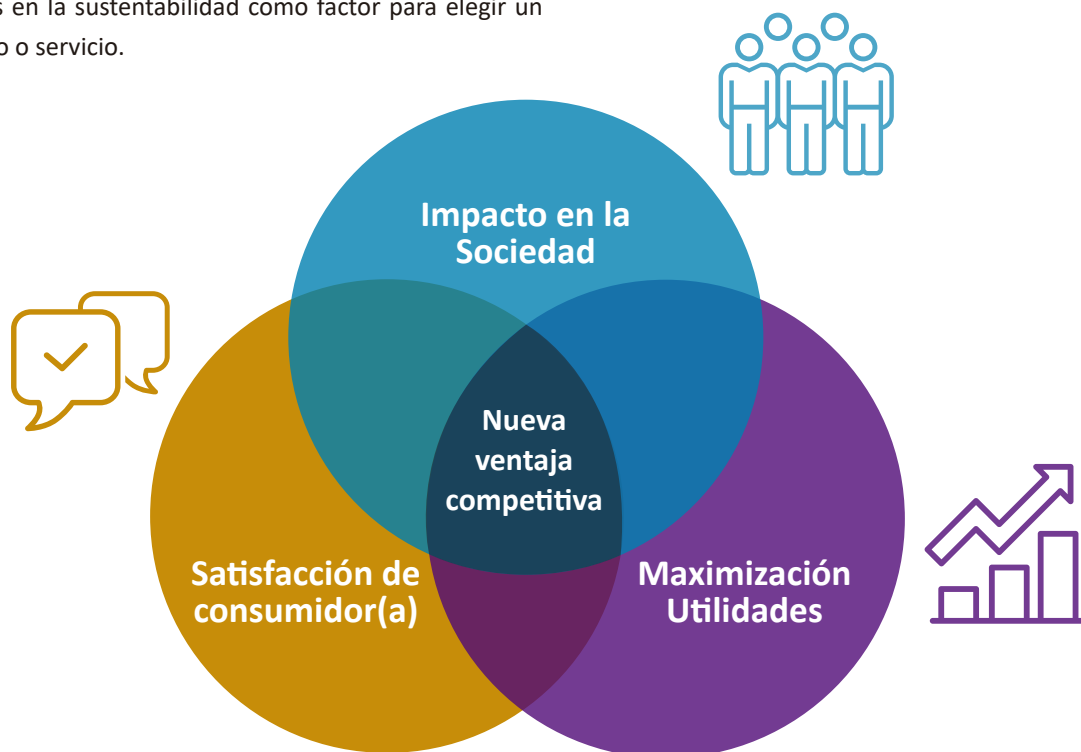 en la sustentabilidad como factor para elegir un
o servicio.
Impacto en la
Sociedad
Nueva
ventaja
competitiva
Satisfacción de
consumidor(a)
Maximización
Utilidades